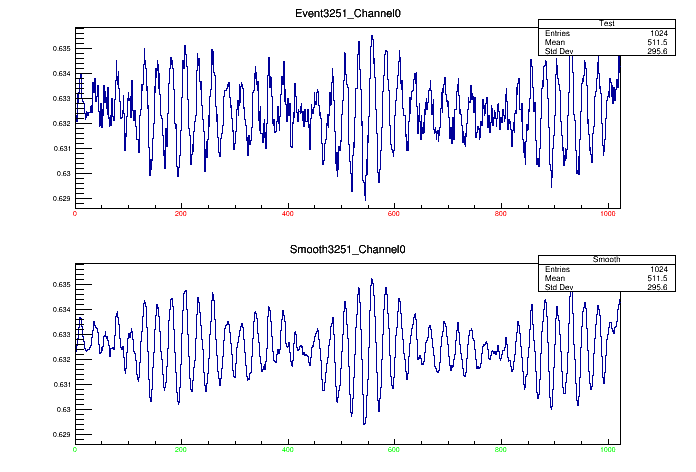 Event3251_Channel0
Test
Entries 1024
Mean 511.5
Std Dev 295.6
0.635
0.634
0.633
0.632
0.631
0.63
0.629
0 200 400 600 800 1000
Smooth3251_Channel0
Smooth
Entries 1024
Mean 511.5
Std Dev 295.6
0.635
0.634
0.633
0.632
0.631
0.63
0.629
0 200 400 600 800 1000